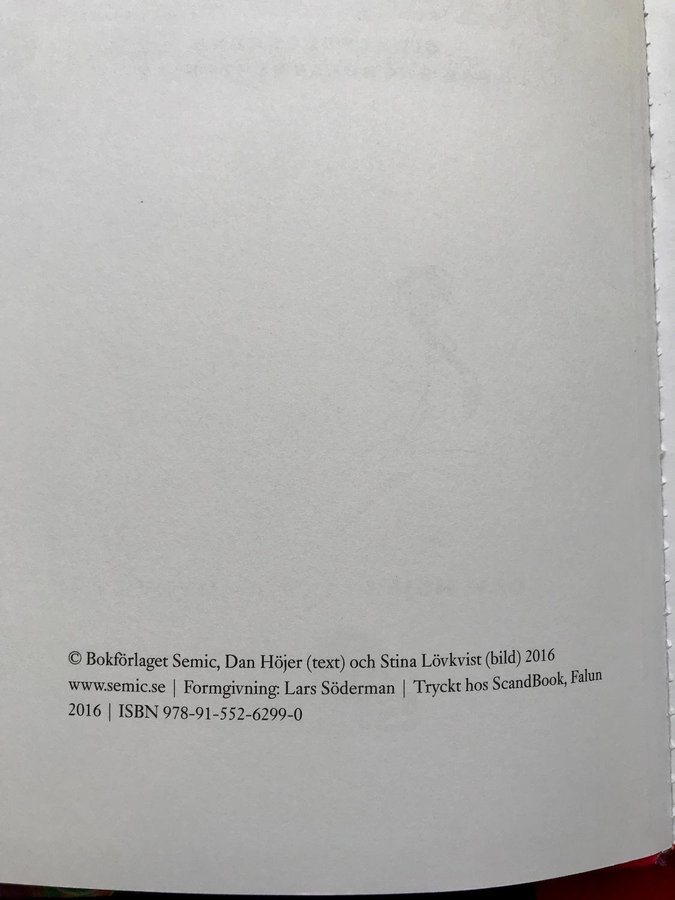 © Bokförlaget Semic, Dan Höjer (text) och Stina Lövkvist (bild) 2016
www.semic.se | Formgivning: Lars Söderman | Tryckt hos ScandBook, Falun
2016 | ISBN 978-91-552-6299-0